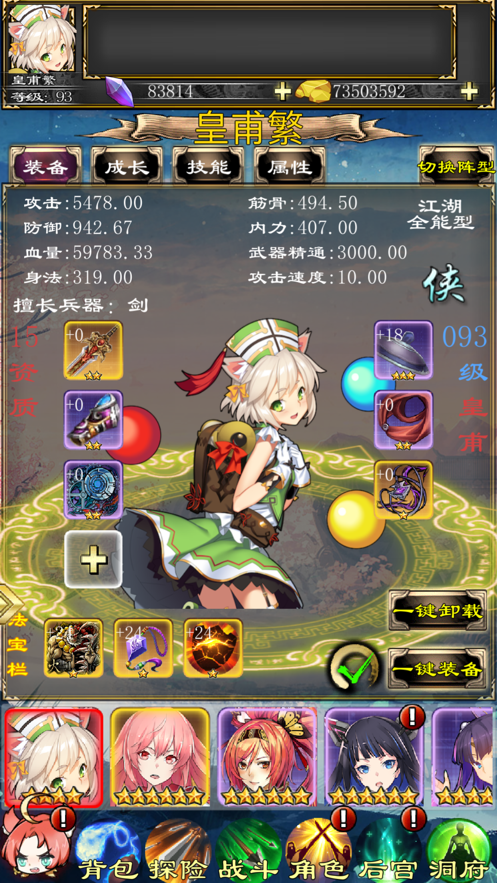 皇甫繁
等级: 93
83814
73503592
皇甫繁
装备 成长 技能 属性 切换阵型
攻击:5478.00 筋骨:494.50
防御:942.67 内力:407.00
血量:59783.33 武器精通:3000.00
身法:319.00 攻击速度:10.00
擅长兵器: 剑
江湖
全能型
侠
15
资
质
093
级
皇
甫
+0
+18
+0
+0
+0
+0
法
宝
栏
+24
+24
一键卸载
一键装备
背包 探险 战斗 角色 后宫 洞府